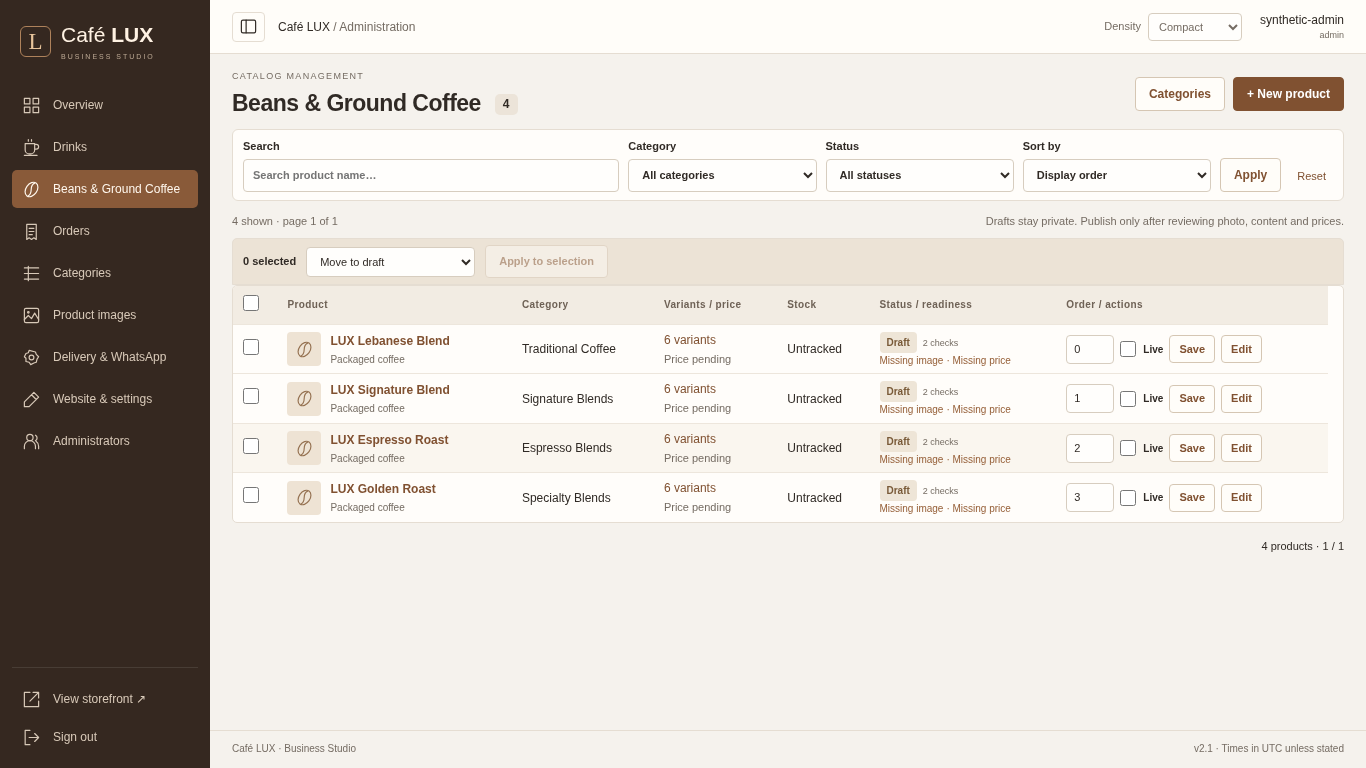 L
Café LUX
BUSINESS STUDIO
Overview
Drinks
Beans & Ground Coffee
Orders
Categories
Product images
Delivery & WhatsApp
Website & settings
Administrators
View storefront ↗
Sign out
Café LUX / Administration
Density
Compact
synthetic-admin
admin
CATALOG MANAGEMENT
Beans & Ground Coffee 4
Categories
+ New product
Search
Category
Status
Sort by
Search product name…
All categories
All statuses
Display order
Apply
Reset
4 shown · page 1 of 1
Drafts stay private. Publish only after reviewing photo, content and prices.
0 selected
Move to draft
Apply to selection
Product
Category
Variants / price
Stock
Status / readiness
Order / actions
LUX Lebanese Blend
Packaged coffee
Traditional Coffee
6 variants
Price pending
Untracked
Draft 2 checks
Missing image · Missing price
0
Live
Save
Edit
LUX Signature Blend
Packaged coffee
Signature Blends
6 variants
Price pending
Untracked
Draft 2 checks
Missing image · Missing price
1
Live
Save
Edit
LUX Espresso Roast
Packaged coffee
Espresso Blends
6 variants
Price pending
Untracked
Draft 2 checks
Missing image · Missing price
2
Live
Save
Edit
LUX Golden Roast
Packaged coffee
Specialty Blends
6 variants
Price pending
Untracked
Draft 2 checks
Missing image · Missing price
3
Live
Save
Edit
4 products · 1 / 1
Café LUX · Business Studio
v2.1 · Times in UTC unless stated